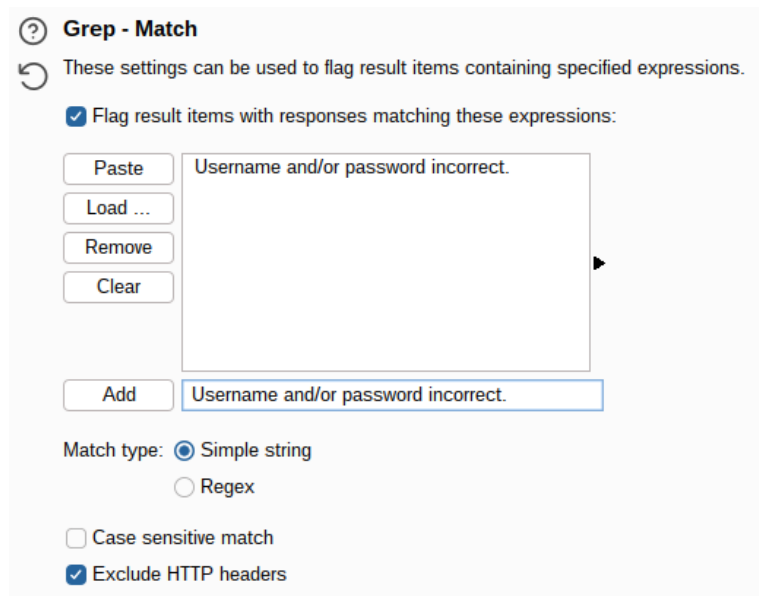 Grep - Match
These settings can be used to flag result items containing specified expressions.
Flag result items with responses matching these expressions:
Paste
Username and/or password incorrect.
Load ...
Remove
Clear
Add
Username and/or password incorrect.
Match type:
Simple string
Regex
Case sensitive match
Exclude HTTP headers